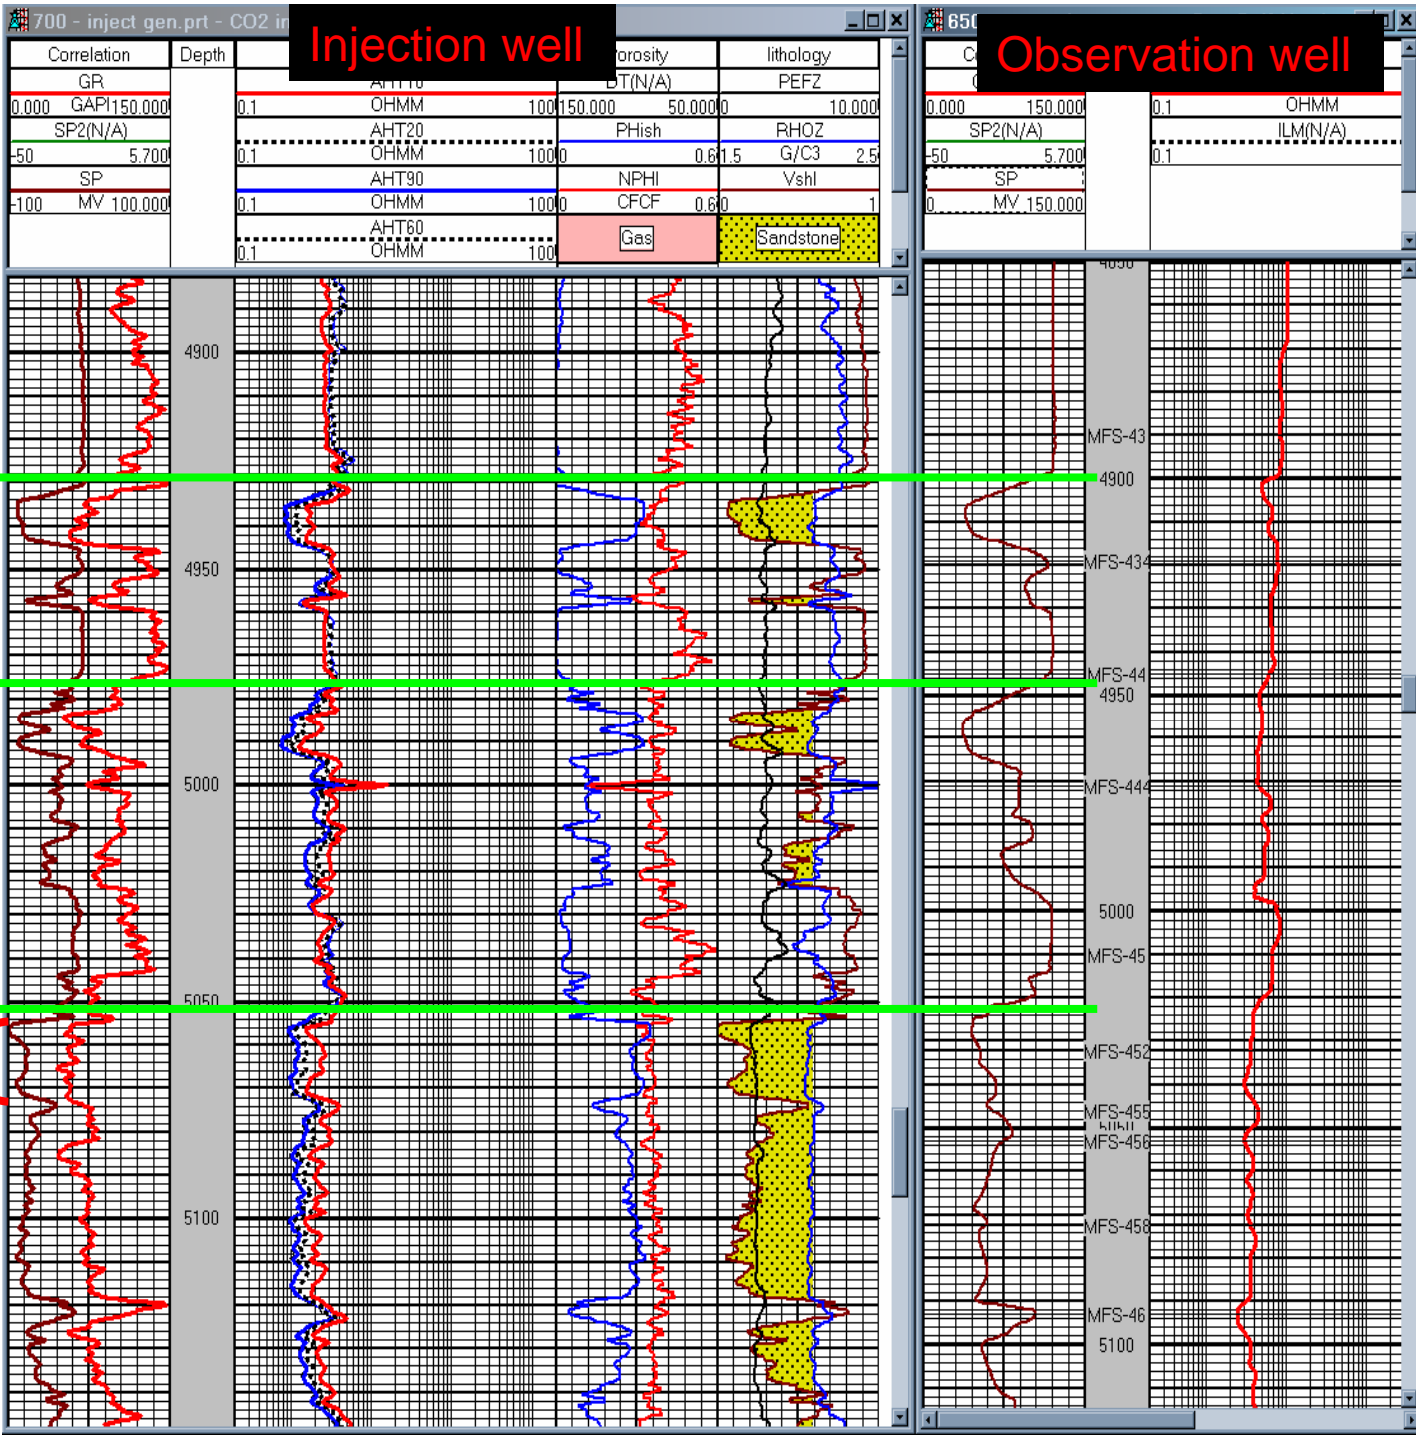 700 - inject gen.prt - CO2 in
Injection well
650
Observation well
Correlation
Depth
orosity
lithology
GR
AHT10
DT(N/A)
PEFZ
0.000 GAPI 150.000
0.1 OHMM 100
150.000 50.000
0 10.000
SP2(N/A)
AHT20
PHish
RHOZ
-50 5.700
0.1 OHMM 100
0 0.6
1.5 G/C3 2.5
SP
AHT90
NPHI
Vshl
-100 MV 100.000
0.1 OHMM 100
0 CFCF 0.6
0 1
AHT60
Gas
Sandstone
0.1 OHMM 100
0.000 150.000
0.1 OHMM
SP2(N/A)
ILM(N/A)
-50 5.700
0.1
SP
0 MV 150.000
4900
4950
5000
5050
5100
4850
MFS-43
4900
MFS-434
MFS-44
4950
MFS-444
5000
MFS-45
MFS-452
MFS-455
5050
MFS-456
MFS-458
MFS-46
5100